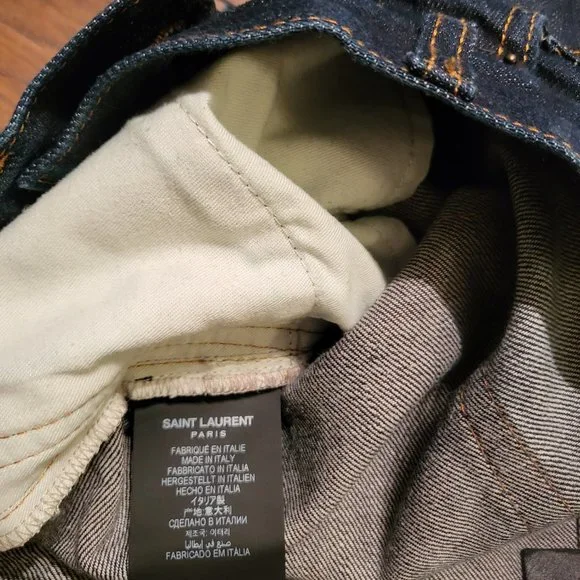 SAINT LAURENT
PARIS
FABRIQUÉ EN ITALIE
MADE IN ITALY
FABBRICATO IN ITALIA
HERGESTELLT IN ITALIEN
HECHO EN ITALIA
イタリア製
产地:意大利
СДЕЛАНО В ИТАЛИИ
제조국:이태리
صنع في إيطاليا
FABRICADO EM ITÁLIA